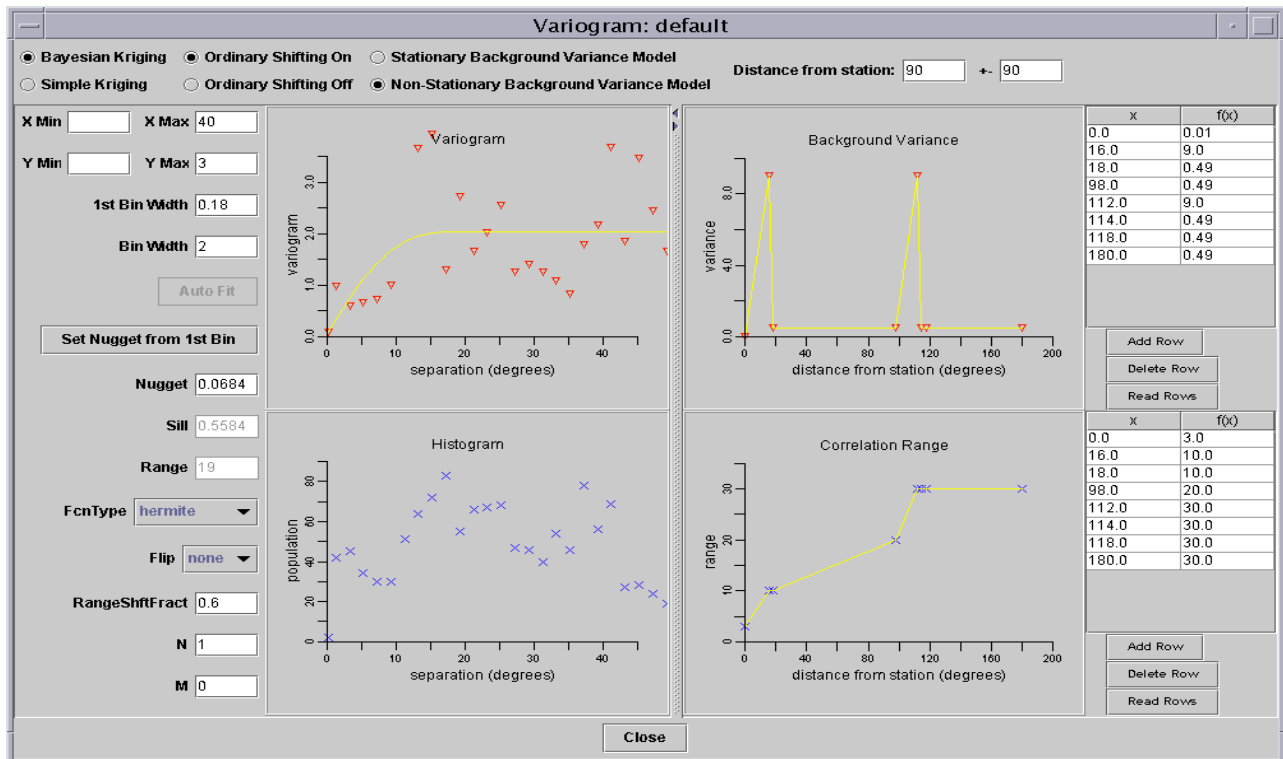 Variogram: default
Bayesian Kriging Ordinary Shifting On Stationary Background Variance Model
Simple Kriging Ordinary Shifting Off Non-Stationary Background Variance Model
Distance from station: 90 +- 90
X Min X Max 40
Y Min Y Max 3
1st Bin Width 0.18
Bin Width 2
Auto Fit
Set Nugget from 1st Bin
Nugget 0.0684
Sill 0.5584
Range 19
FcnType hermite
Flip none
RangeShftFract 0.6
N 1
M 0
Variogram
variogram
3.0
2.0
1.0
0.0
0 10 20 30 40
separation (degrees)
Background Variance
variance
8.0
4.0
0.0
0 40 80 120 160 200
distance from station (degrees)
x f(x)
0.0 0.01
16.0 9.0
18.0 0.49
98.0 0.49
112.0 9.0
114.0 0.49
118.0 0.49
180.0 0.49
Add Row
Delete Row
Read Rows
Histogram
population
80
60
40
20
0
0 10 20 30 40
separation (degrees)
Correlation Range
range
30
20
10
0
0 40 80 120 160 200
distance from station (degrees)
x f(x)
0.0 3.0
16.0 10.0
18.0 10.0
98.0 20.0
112.0 30.0
114.0 30.0
118.0 30.0
180.0 30.0
Add Row
Delete Row
Read Rows
Close